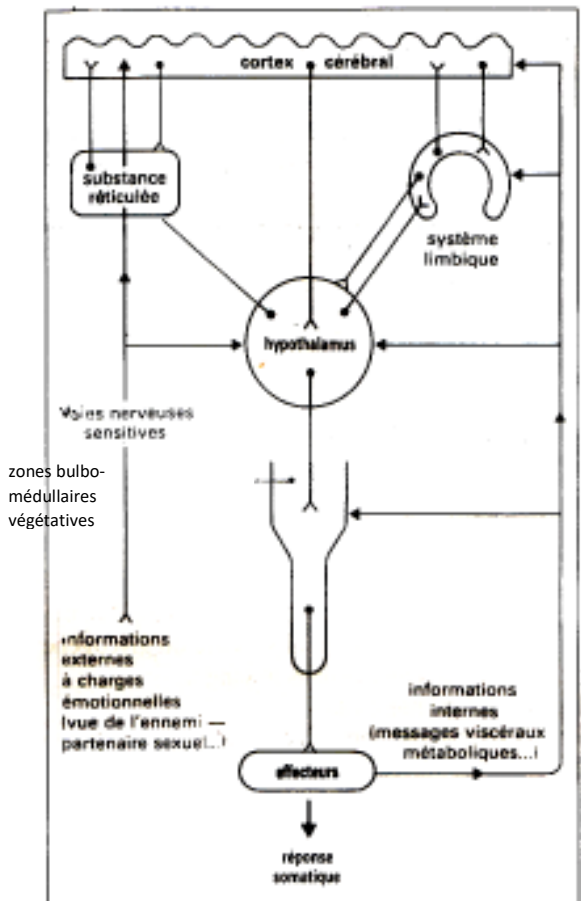 cortex cérébral
substance
réticulée
système
limbique
hypothalamus
Voies nerveuses
sensitives
zones bulbo-
médullaires
végétatives
informations
externes
à charges
émotionnelles
(vue de l'ennemi —
partenaire sexuel...)
informations
internes
(messages viscéraux
métaboliques...)
effecteurs
réponse
somatique